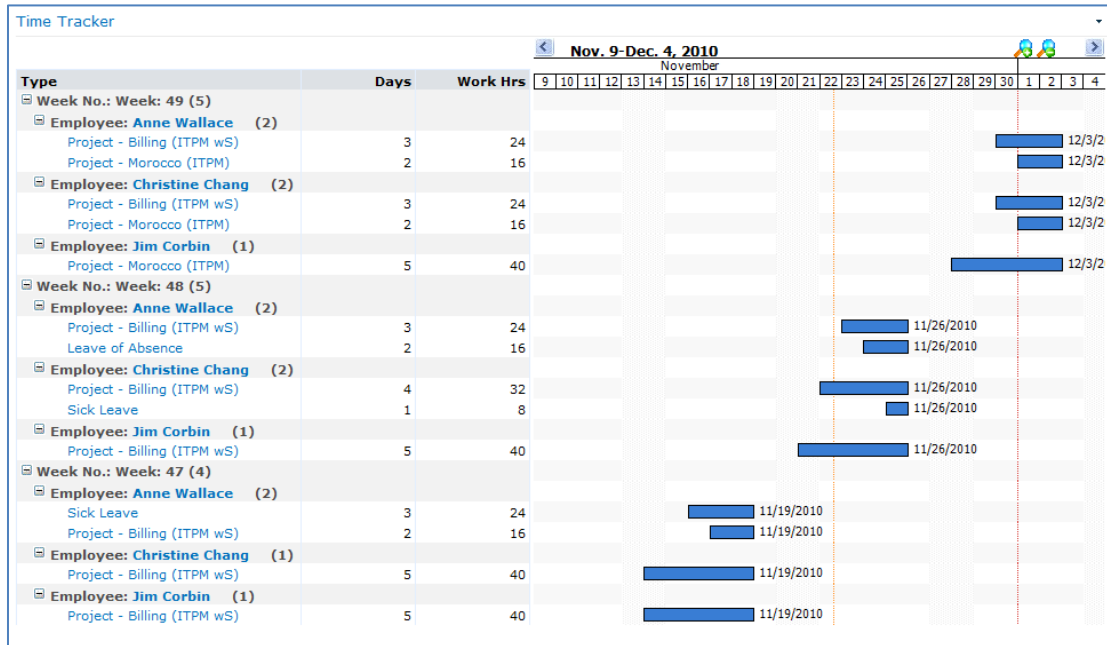 Time Tracker
Nov. 9-Dec. 4, 2010
November
Type Days Work Hrs 9 10 11 12 13 14 15 16 17 18 19 20 21 22 23 24 25 26 27 28 29 30 1 2 3 4
Week No.: Week: 49 (5)
Employee: Anne Wallace (2)
Project - Billing (ITPM wS) 3 24 12/3/2
Project - Morocco (ITPM) 2 16 12/3/2
Employee: Christine Chang (2)
Project - Billing (ITPM wS) 3 24 12/3/2
Project - Morocco (ITPM) 2 16 12/3/2
Employee: Jim Corbin (1)
Project - Morocco (ITPM) 5 40 12/3/2
Week No.: Week: 48 (5)
Employee: Anne Wallace (2)
Project - Billing (ITPM wS) 3 24 11/26/2010
Leave of Absence 2 16 11/26/2010
Employee: Christine Chang (2)
Project - Billing (ITPM wS) 4 32 11/26/2010
Sick Leave 1 8 11/26/2010
Employee: Jim Corbin (1)
Project - Billing (ITPM wS) 5 40 11/26/2010
Week No.: Week: 47 (4)
Employee: Anne Wallace (2)
Sick Leave 3 24 11/19/2010
Project - Billing (ITPM wS) 2 16 11/19/2010
Employee: Christine Chang (1)
Project - Billing (ITPM wS) 5 40 11/19/2010
Employee: Jim Corbin (1)
Project - Billing (ITPM wS) 5 40 11/19/2010